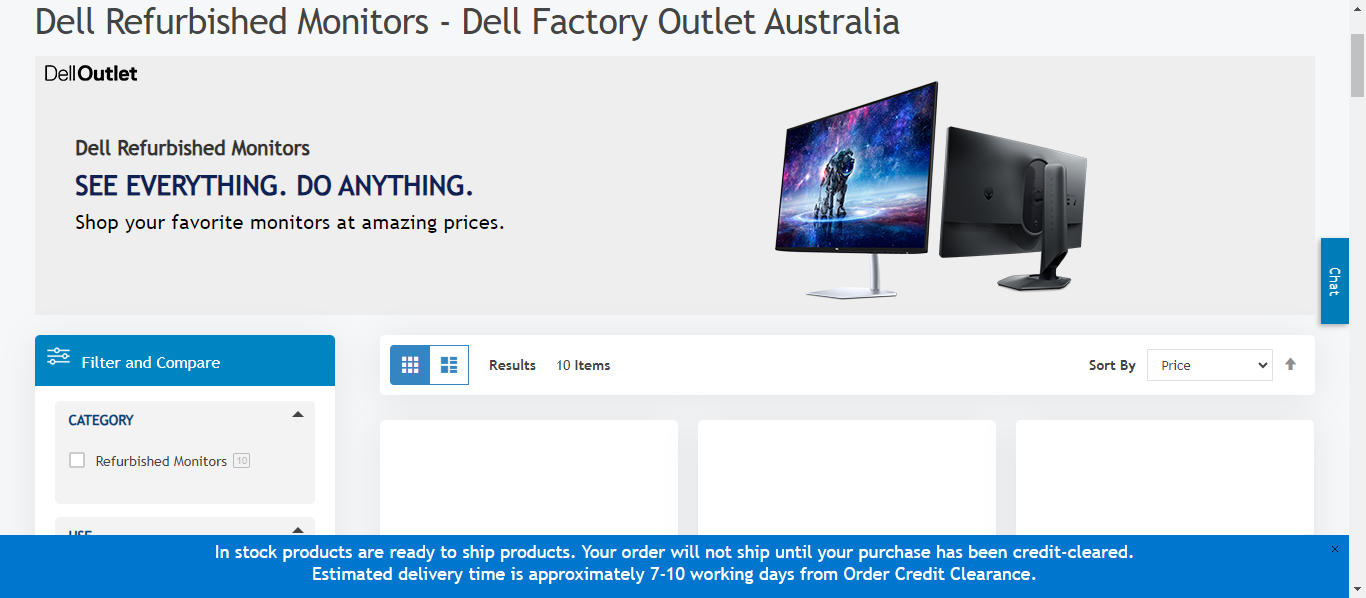 Dell Refurbished Monitors - Dell Factory Outlet Australia
DellOutlet
Dell Refurbished Monitors
SEE EVERYTHING. DO ANYTHING.
Shop your favorite monitors at amazing prices.
Chat
Filter and Compare
Results 10 Items
Sort By Price
CATEGORY
Refurbished Monitors 10
USE
In stock products are ready to ship products. Your order will not ship until your purchase has been credit-cleared.
Estimated delivery time is approximately 7-10 working days from Order Credit Clearance.